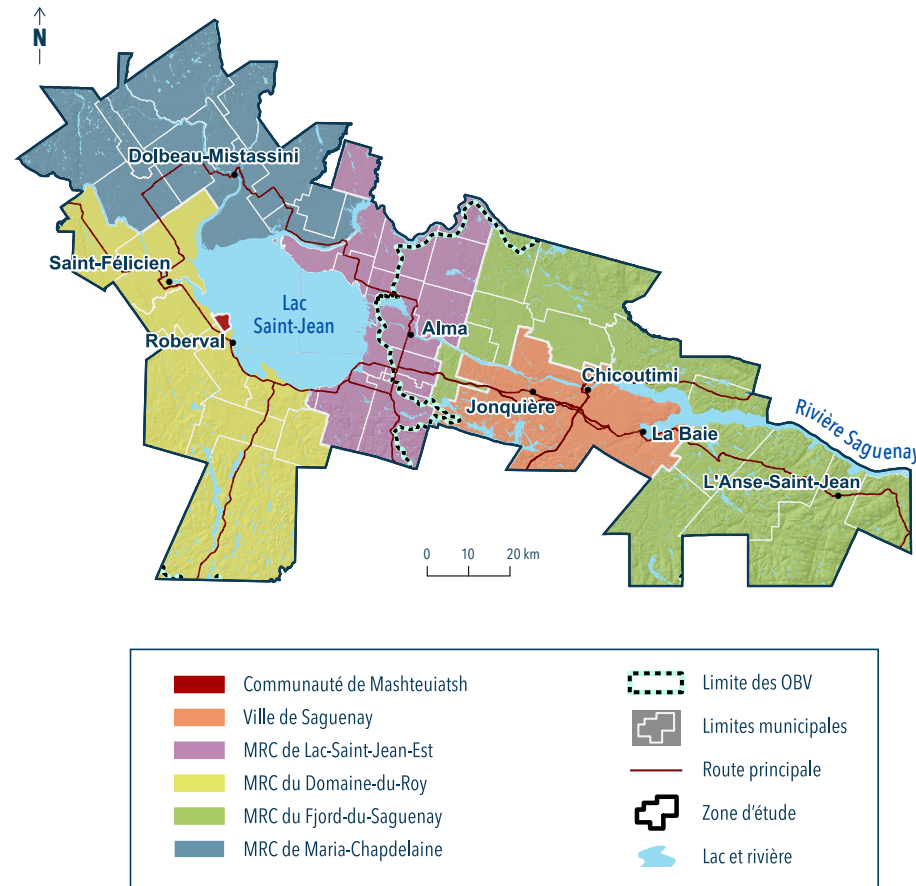 N
Dolbeau-Mistassini
Saint-Félicien
Lac
Saint-Jean
Roberval
Alma
Chicoutimi
Jonquière
La Baie
Rivière Saguenay
L'Anse-Saint-Jean
0 10 20 km
Communauté de Mashteuiatsh
Ville de Saguenay
MRC de Lac-Saint-Jean-Est
MRC du Domaine-du-Roy
MRC du Fjord-du-Saguenay
MRC de Maria-Chapdelaine
Limite des OBV
Limites municipales
Route principale
Zone d'étude
Lac et rivière